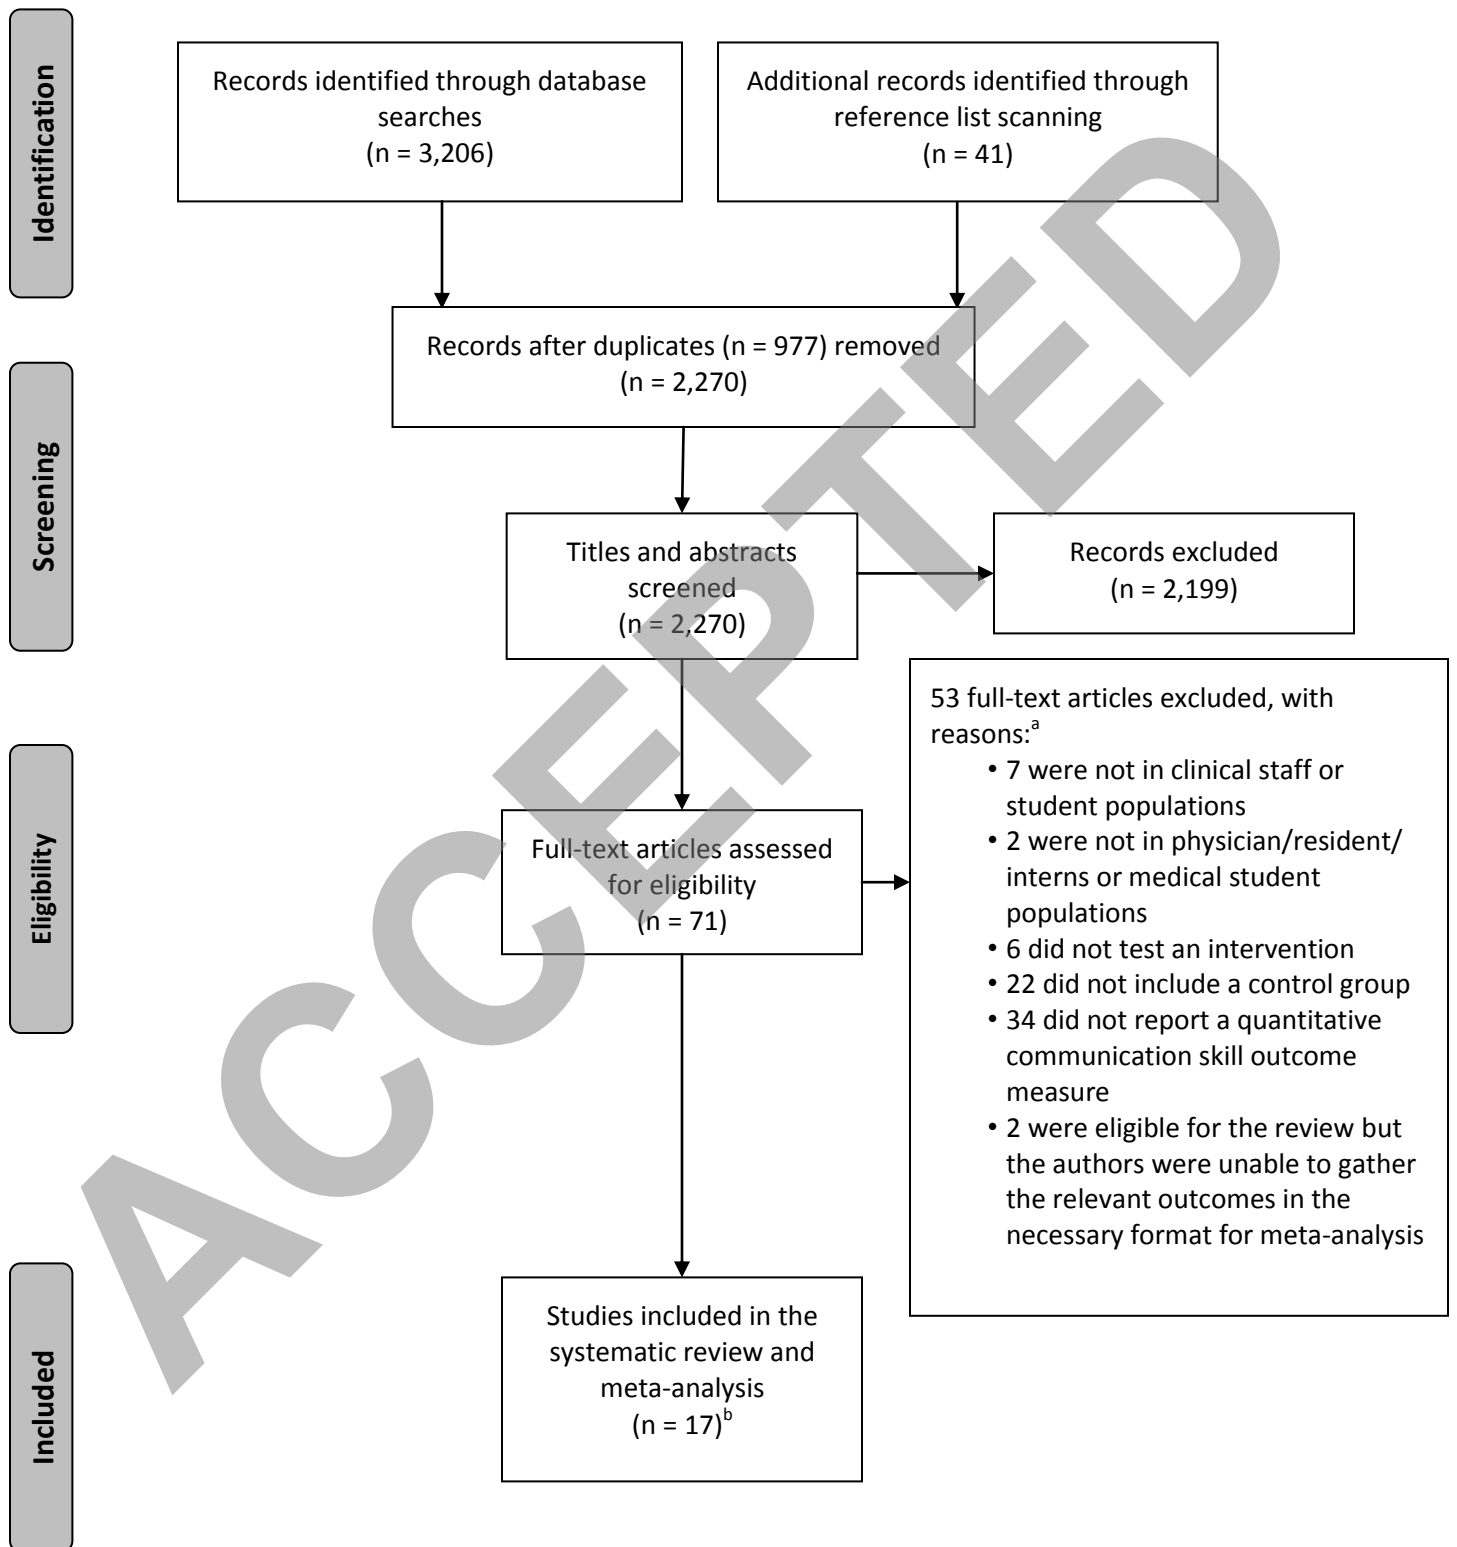 Identification
Records identified through database
searches
(n = 3,206)
Additional records identified through
reference list scanning
(n = 41)
Records after duplicates (n = 977) removed
(n = 2,270)
Screening
Titles and abstracts
screened
(n = 2,270)
Records excluded
(n = 2,199)
Eligibility
Full-text articles assessed
for eligibility
(n = 71)
53 full-text articles excluded, with
reasons:a
• 7 were not in clinical staff or
student populations
• 2 were not in physician/resident/
interns or medical student
populations
• 6 did not test an intervention
• 22 did not include a control group
• 34 did not report a quantitative
communication skill outcome
measure
• 2 were eligible for the review but
the authors were unable to gather
the relevant outcomes in the
necessary format for meta-analysis
Included
Studies included in the
systematic review and
meta-analysis
(n = 17)b
ACCEPTED